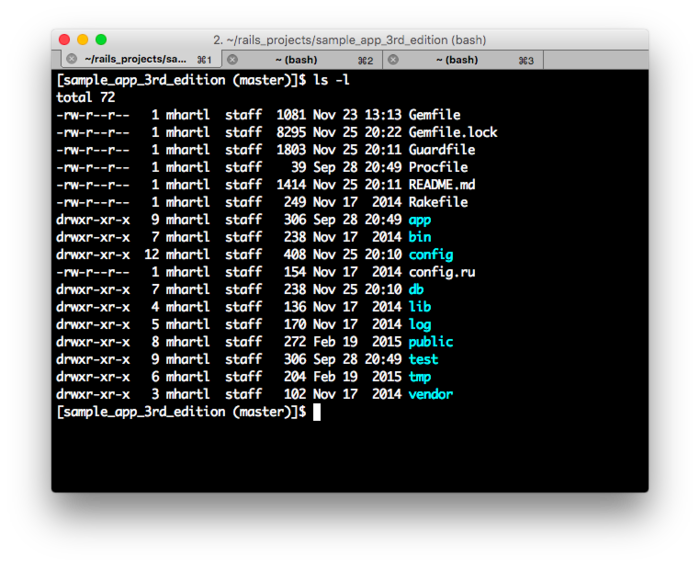 2. ~/rails_projects/sample_app_3rd_edition (bash)
~/rails_projects/sa... ⌘1 ~ (bash) ⌘2 ~ (bash) ⌘3
[sample_app_3rd_edition (master)]$ ls -l
total 72
-rw-r--r--   1 mhartl  staff  1081 Nov 23 13:13 Gemfile
-rw-r--r--   1 mhartl  staff  8295 Nov 25 20:22 Gemfile.lock
-rw-r--r--   1 mhartl  staff  1803 Nov 25 20:11 Guardfile
-rw-r--r--   1 mhartl  staff    39 Sep 28 20:49 Procfile
-rw-r--r--   1 mhartl  staff  1414 Nov 25 20:11 README.md
-rw-r--r--   1 mhartl  staff   249 Nov 17  2014 Rakefile
drwxr-xr-x   9 mhartl  staff   306 Sep 28 20:49 app
drwxr-xr-x   7 mhartl  staff   238 Nov 17  2014 bin
drwxr-xr-x  12 mhartl  staff   408 Nov 25 20:10 config
-rw-r--r--   1 mhartl  staff   154 Nov 17  2014 config.ru
drwxr-xr-x   7 mhartl  staff   238 Nov 25 20:10 db
drwxr-xr-x   4 mhartl  staff   136 Nov 17  2014 lib
drwxr-xr-x   5 mhartl  staff   170 Nov 17  2014 log
drwxr-xr-x   8 mhartl  staff   272 Feb 19  2015 public
drwxr-xr-x   9 mhartl  staff   306 Sep 28 20:49 test
drwxr-xr-x   6 mhartl  staff   204 Feb 19  2015 tmp
drwxr-xr-x   3 mhartl  staff   102 Nov 17  2014 vendor
[sample_app_3rd_edition (master)]$